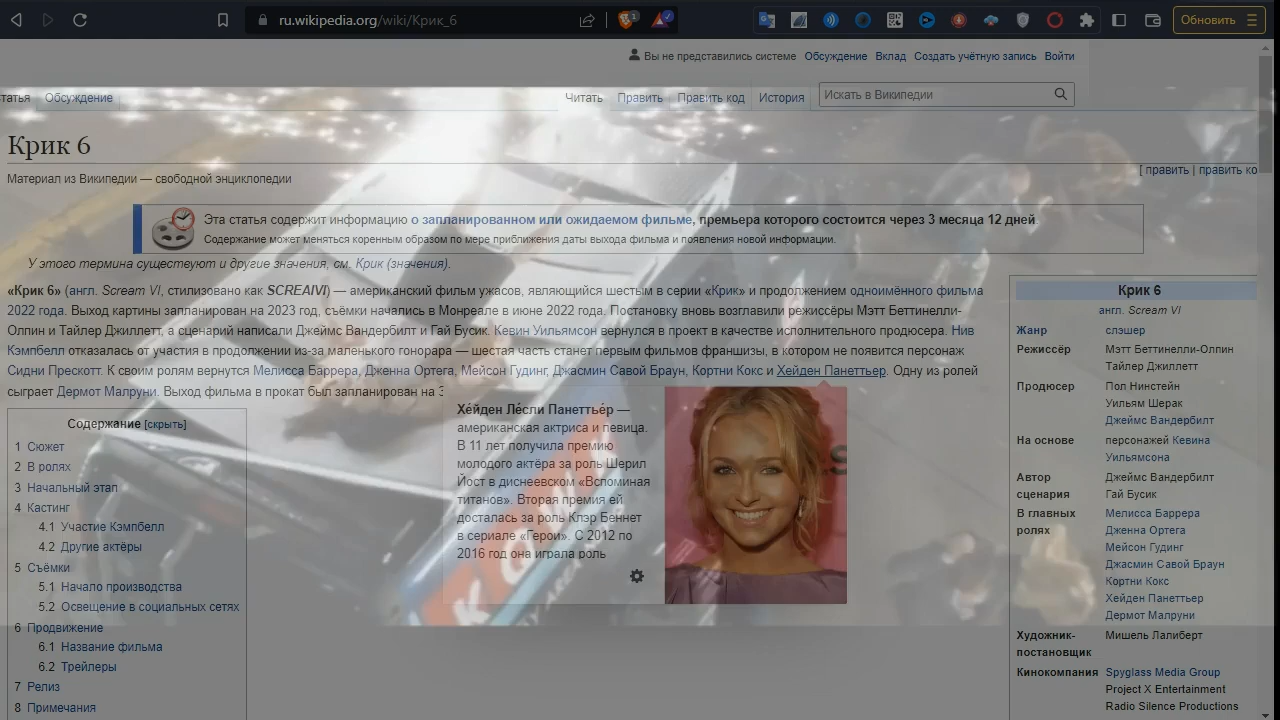 ru.wikipedia.org/wiki/Крик_6
1
Обновить
Вы не представились системе Обсуждение Вклад Создать учётную запись Войти
татья Обсуждение Читать Править Править код История Искать в Википедии
Крик 6
[ править | править ко
Материал из Википедии — свободной энциклопедии
Эта статья содержит информацию о запланированном или ожидаемом фильме, премьера которого состоится через 3 месяца 12 дней.
Содержание может меняться коренным образом по мере приближения даты выхода фильма и появления новой информации.
У этого термина существуют и другие значения, см. Крик (значения).
«Крик 6» (англ. Scream VI, стилизовано как SCREAIVI) — американский фильм ужасов, являющийся шестым в серии «Крик» и продолжением одноимённого фильма
2022 года. Выход картины запланирован на 2023 год, съёмки начались в Монреале в июне 2022 года. Постановку вновь возглавили режиссёры Мэтт Беттинелли-
Олпин и Тайлер Джиллетт, а сценарий написали Джеймс Вандербилт и Гай Бусик. Кевин Уильямсон вернулся в проект в качестве исполнительного продюсера. Нив
Кэмпбелл отказалась от участия в продолжении из-за маленького гонорара — шестая часть станет первым фильмов франшизы, в котором не появится персонаж
Сидни Прескотт. К своим ролям вернутся Мелисса Баррера, Дженна Ортега, Мейсон Гудинг, Джасмин Савой Браун, Кортни Кокс и Хейден Панеттьер. Одну из ролей
сыграет Дермот Малруни. Выход фильма в прокат был запланирован на 3
Содержание [скрыть]
1 Сюжет
2 В ролях
3 Начальный этап
4 Кастинг
4.1 Участие Кэмпбелл
4.2 Другие актёры
5 Съёмки
5.1 Начало производства
5.2 Освещение в социальных сетях
6 Продвижение
6.1 Название фильма
6.2 Трейлеры
7 Релиз
8 Примечания
Хе́йден Ле́сли Панеттье́р —
американская актриса и певица.
В 11 лет получила премию
молодого актёра за роль Шерил
Йост в диснеевском «Вспоминая
титанов». Вторая премия ей
досталась за роль Клэр Беннет
в сериале «Герои». С 2012 по
2016 год она играла роль
Крик 6
англ. Scream VI
Жанр слэшер
Режиссёр Мэтт Беттинелли-Олпин
Тайлер Джиллетт
Продюсер Пол Нинстейн
Уильям Шерак
Джеймс Вандербилт
На основе персонажей Кевина
Уильямсона
Автор Джеймс Вандербилт
сценария Гай Бусик
В главных Мелисса Баррера
ролях Дженна Ортега
Мейсон Гудинг
Джасмин Савой Браун
Кортни Кокс
Хейден Панеттьер
Дермот Малруни
Художник- Мишель Лалиберт
постановщик
Кинокомпания Spyglass Media Group
Project X Entertainment
Radio Silence Productions